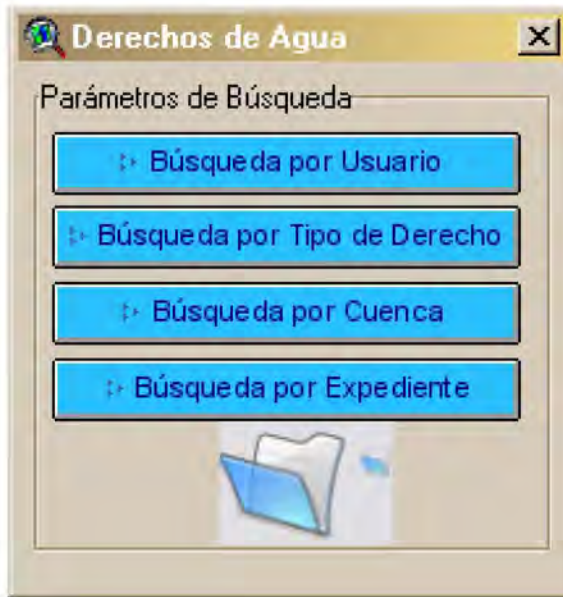 Derechos de Agua
Parámetros de Búsqueda
Búsqueda por Usuario
Búsqueda por Tipo de Derecho
Búsqueda por Cuenca
Búsqueda por Expediente